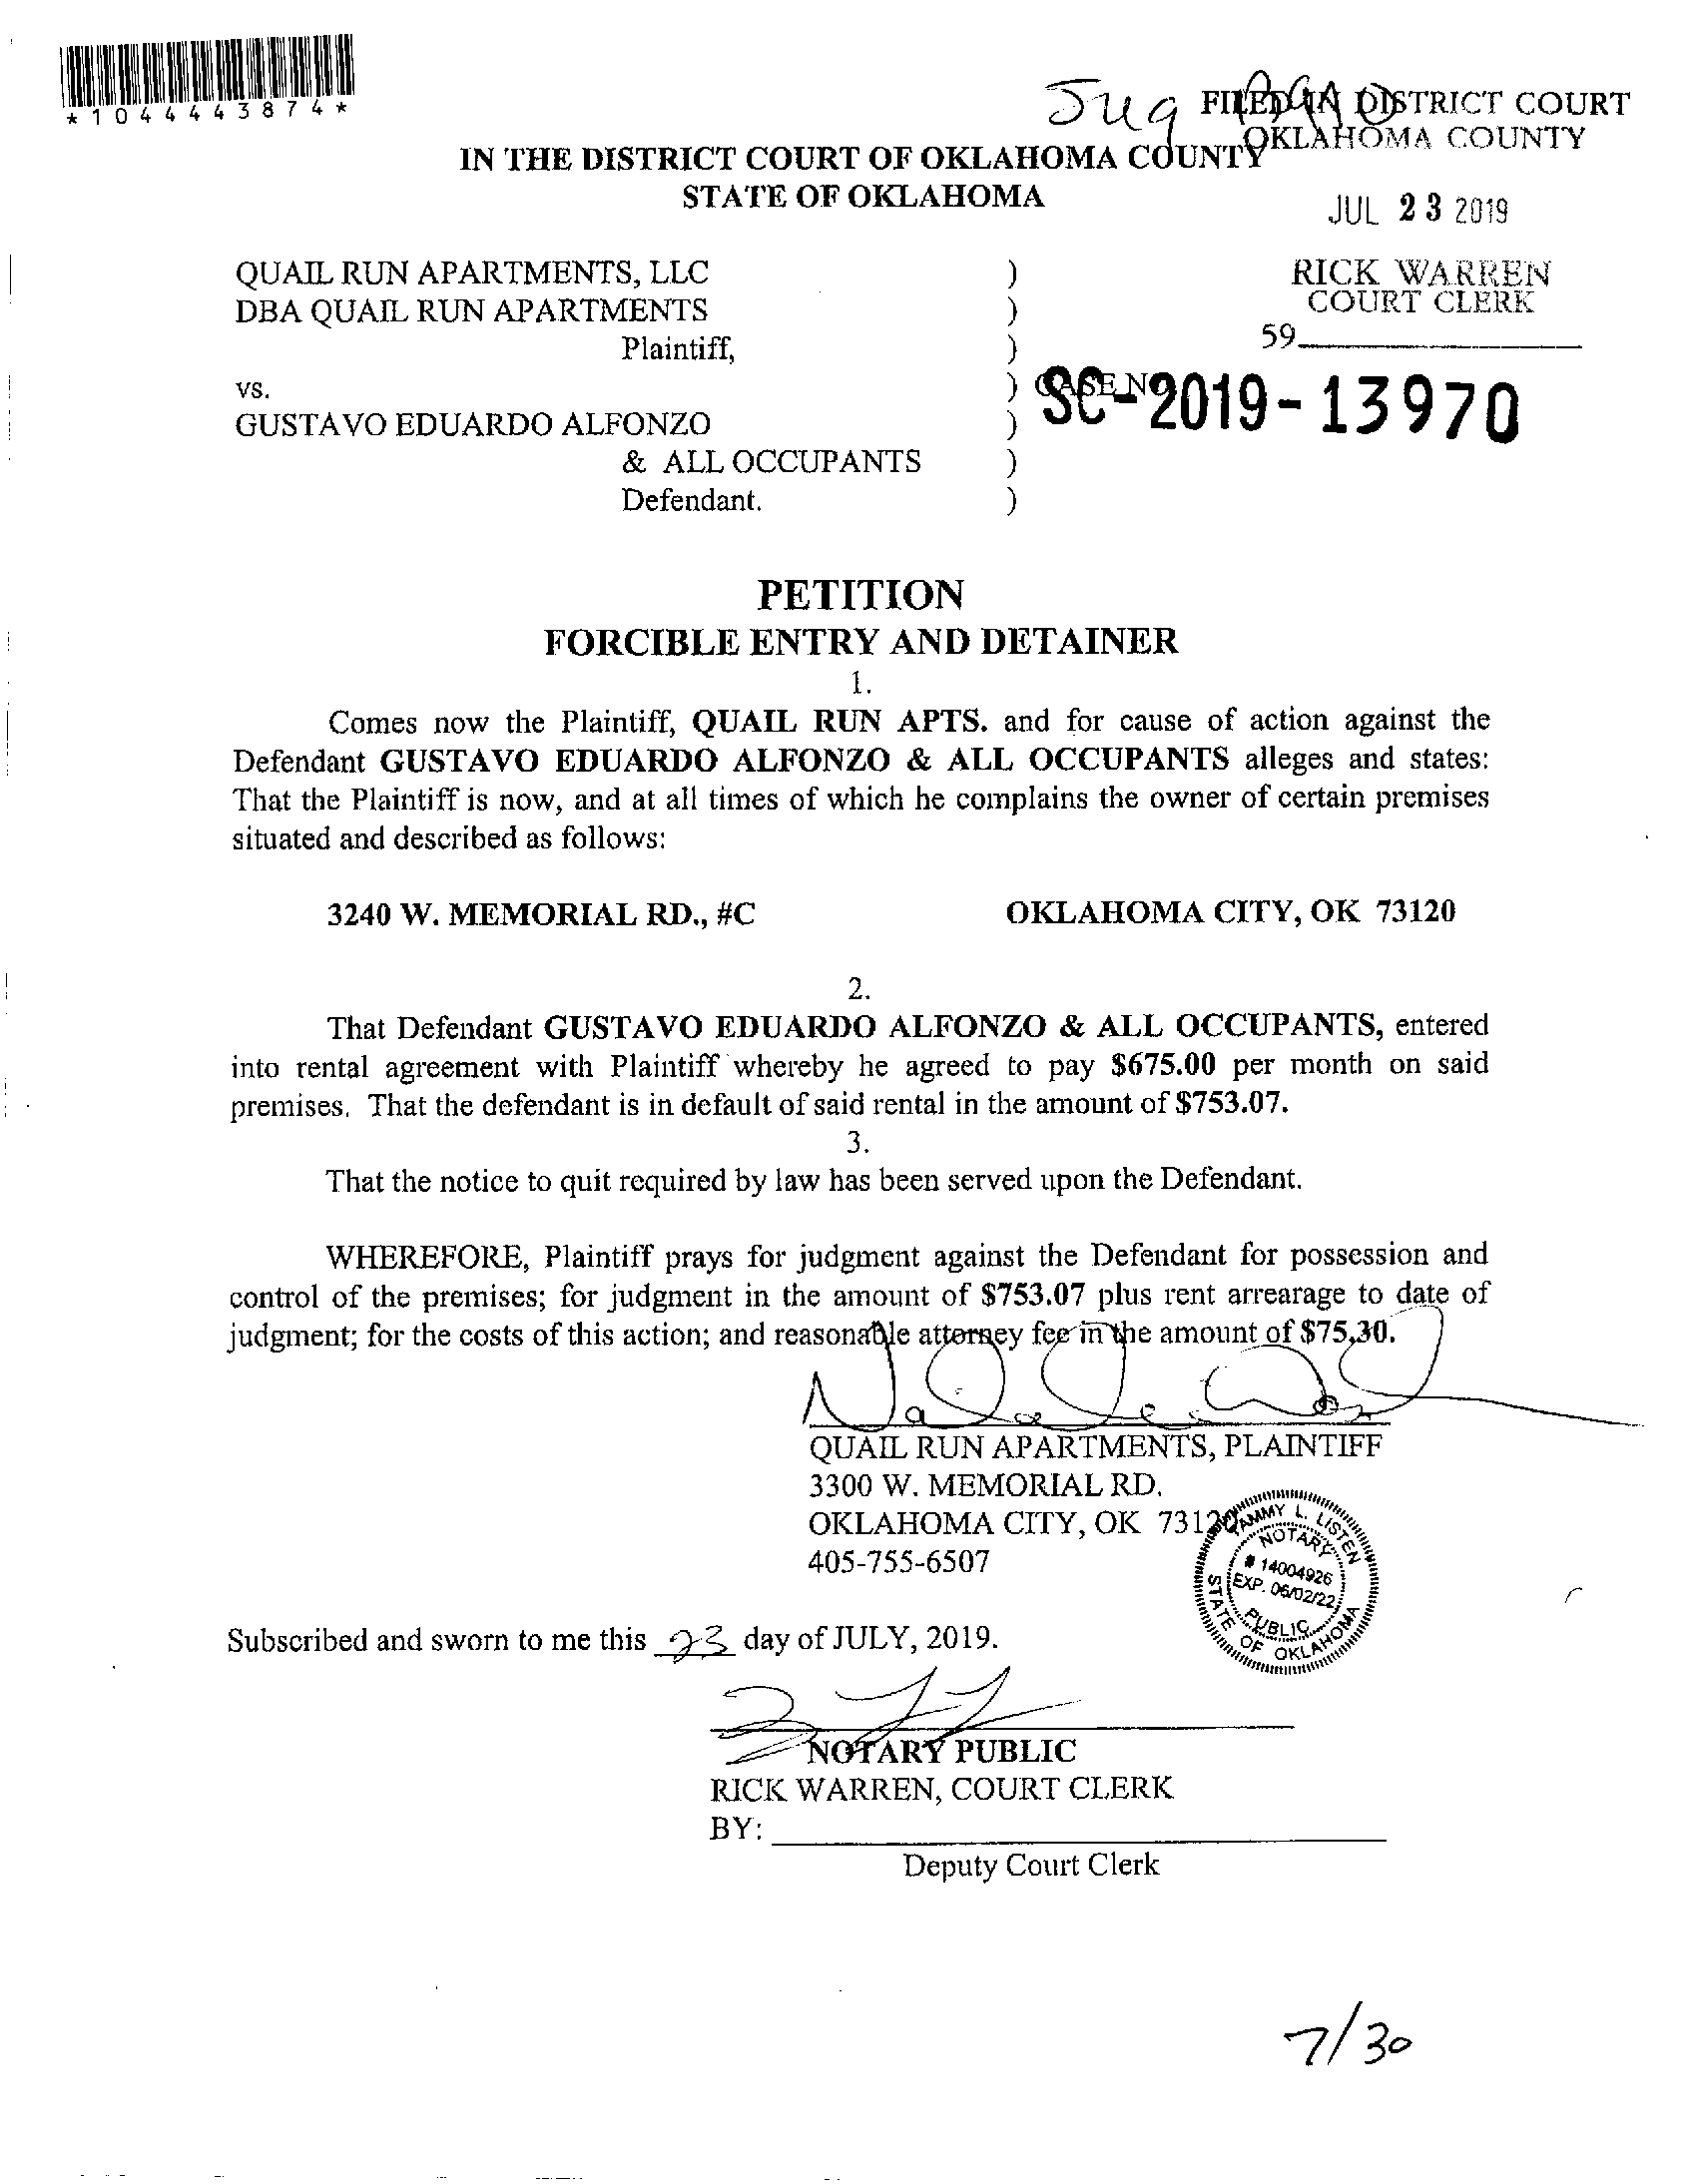 *1044443874*
FILED IN DISTRICT COURT
OKLAHOMA COUNTY
IN THE DISTRICT COURT OF OKLAHOMA COUNTY
STATE OF OKLAHOMA
JUL 23 2019
QUAIL RUN APARTMENTS, LLC )
DBA QUAIL RUN APARTMENTS )
Plaintiff, )
RICK WARREN
COURT CLERK
59
vs. ) CASE NO
SC-2019-13970
GUSTAVO EDUARDO ALFONZO )
& ALL OCCUPANTS )
Defendant. )
PETITION
FORCIBLE ENTRY AND DETAINER
1.
Comes now the Plaintiff, QUAIL RUN APTS. and for cause of action against the
Defendant GUSTAVO EDUARDO ALFONZO & ALL OCCUPANTS alleges and states:
That the Plaintiff is now, and at all times of which he complains the owner of certain premises
situated and described as follows:
3240 W. MEMORIAL RD., #C OKLAHOMA CITY, OK 73120
2.
That Defendant GUSTAVO EDUARDO ALFONZO & ALL OCCUPANTS, entered
into rental agreement with Plaintiff whereby he agreed to pay $675.00 per month on said
premises. That the defendant is in default of said rental in the amount of $753.07.
3.
That the notice to quit required by law has been served upon the Defendant.
WHEREFORE, Plaintiff prays for judgment against the Defendant for possession and
control of the premises; for judgment in the amount of $753.07 plus rent arrearage to date of
judgment; for the costs of this action; and reasonable attorney fee in the amount of $75.30.
QUAIL RUN APARTMENTS, PLAINTIFF
3300 W. MEMORIAL RD.
OKLAHOMA CITY, OK 73120
405-755-6507
TAMMY L. LISTEN
NOTARY
# 14004926
EXP. 06/02/22
PUBLIC
STATE OF OKLAHOMA
Subscribed and sworn to me this 23 day of JULY, 2019.
NOTARY PUBLIC
RICK WARREN, COURT CLERK
BY:
Deputy Court Clerk
7/30